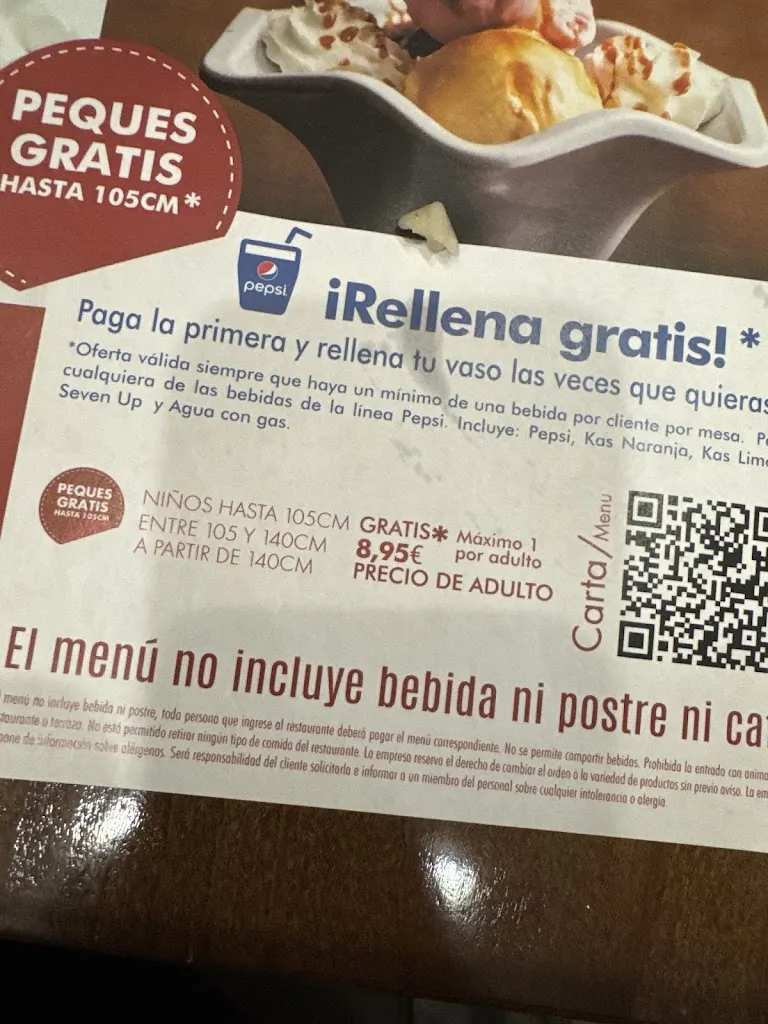 PEQUES
GRATIS
HASTA 105CM*
pepsi
¡Rellena gratis! *
Paga la primera y rellena tu vaso las veces que quieras
*Oferta válida siempre que haya un mínimo de una bebida por cliente por mesa.
cualquiera de las bebidas de la línea Pepsi. Incluye: Pepsi, Kas Naranja, Kas
Seven Up y Agua con gas.
PEQUES
GRATIS
HASTA 105CM
NIÑOS HASTA 105CM GRATIS* Máximo 1
ENTRE 105 Y 140CM 8,95€ por adulto
A PARTIR DE 140CM PRECIO DE ADULTO
Carta/Menu
El menú no incluye bebida ni postre ni
menú no incluye bebida ni postre, toda persona que ingrese al restaurante deberá pagar el menú correspondiente. No se permite compartir bebidas. Prohibida la entrada con
o terraza. No está permitido retirar ningún tipo de comida del restaurante. La empresa reserva el derecho de cambiar el orden o la variedad de productos sin previo aviso. La
de información sobre alérgenos. Será responsabilidad del cliente solicitarla e informar a un miembro del personal sobre cualquier intolerancia o alergia.